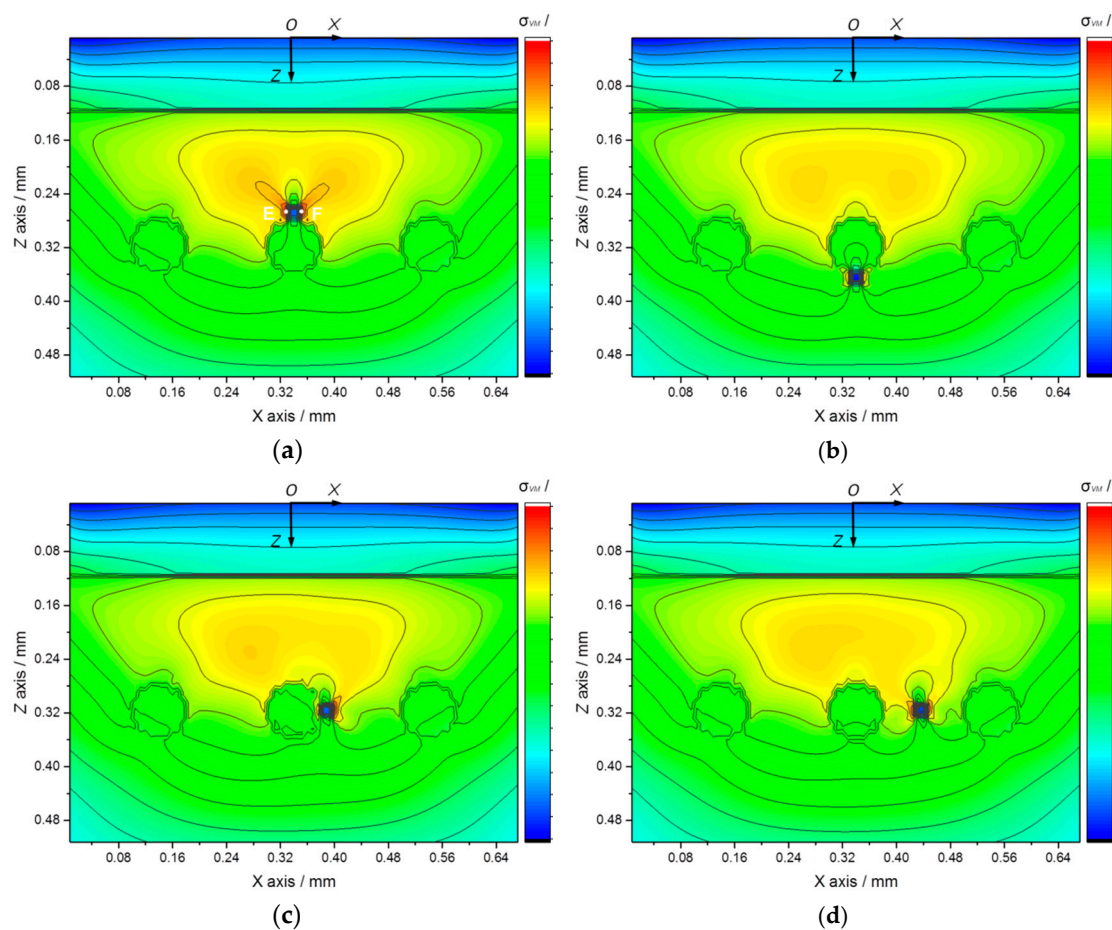 O X σVM /
Z
0.08
0.16
0.24
0.32
0.40
0.48
Z axis / mm
E F
0.08 0.16 0.24 0.32 0.40 0.48 0.56 0.64
X axis / mm
(a)
O X σVM /
Z
0.08
0.16
0.24
0.32
0.40
0.48
Z axis / mm
0.08 0.16 0.24 0.32 0.40 0.48 0.56 0.64
X axis / mm
(b)
O X σVM /
Z
0.08
0.16
0.24
0.32
0.40
0.48
Z axis / mm
0.08 0.16 0.24 0.32 0.40 0.48 0.56 0.64
X axis / mm
(c)
O X σVM /
Z
0.08
0.16
0.24
0.32
0.40
0.48
Z axis / mm
0.08 0.16 0.24 0.32 0.40 0.48 0.56 0.64
X axis / mm
(d)